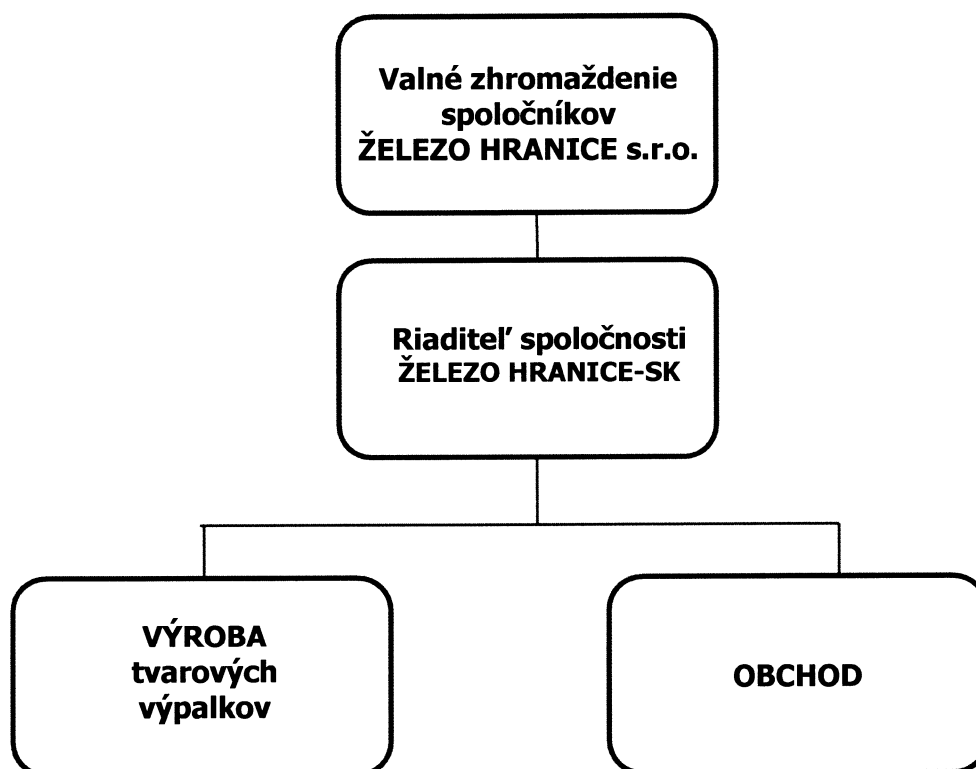 Valné zhromaždenie
spoločníkov
ŽELEZO HRANICE s.r.o.
Riaditeľ spoločnosti
ŽELEZO HRANICE-SK
VÝROBA
tvarových
výpalkov
OBCHOD